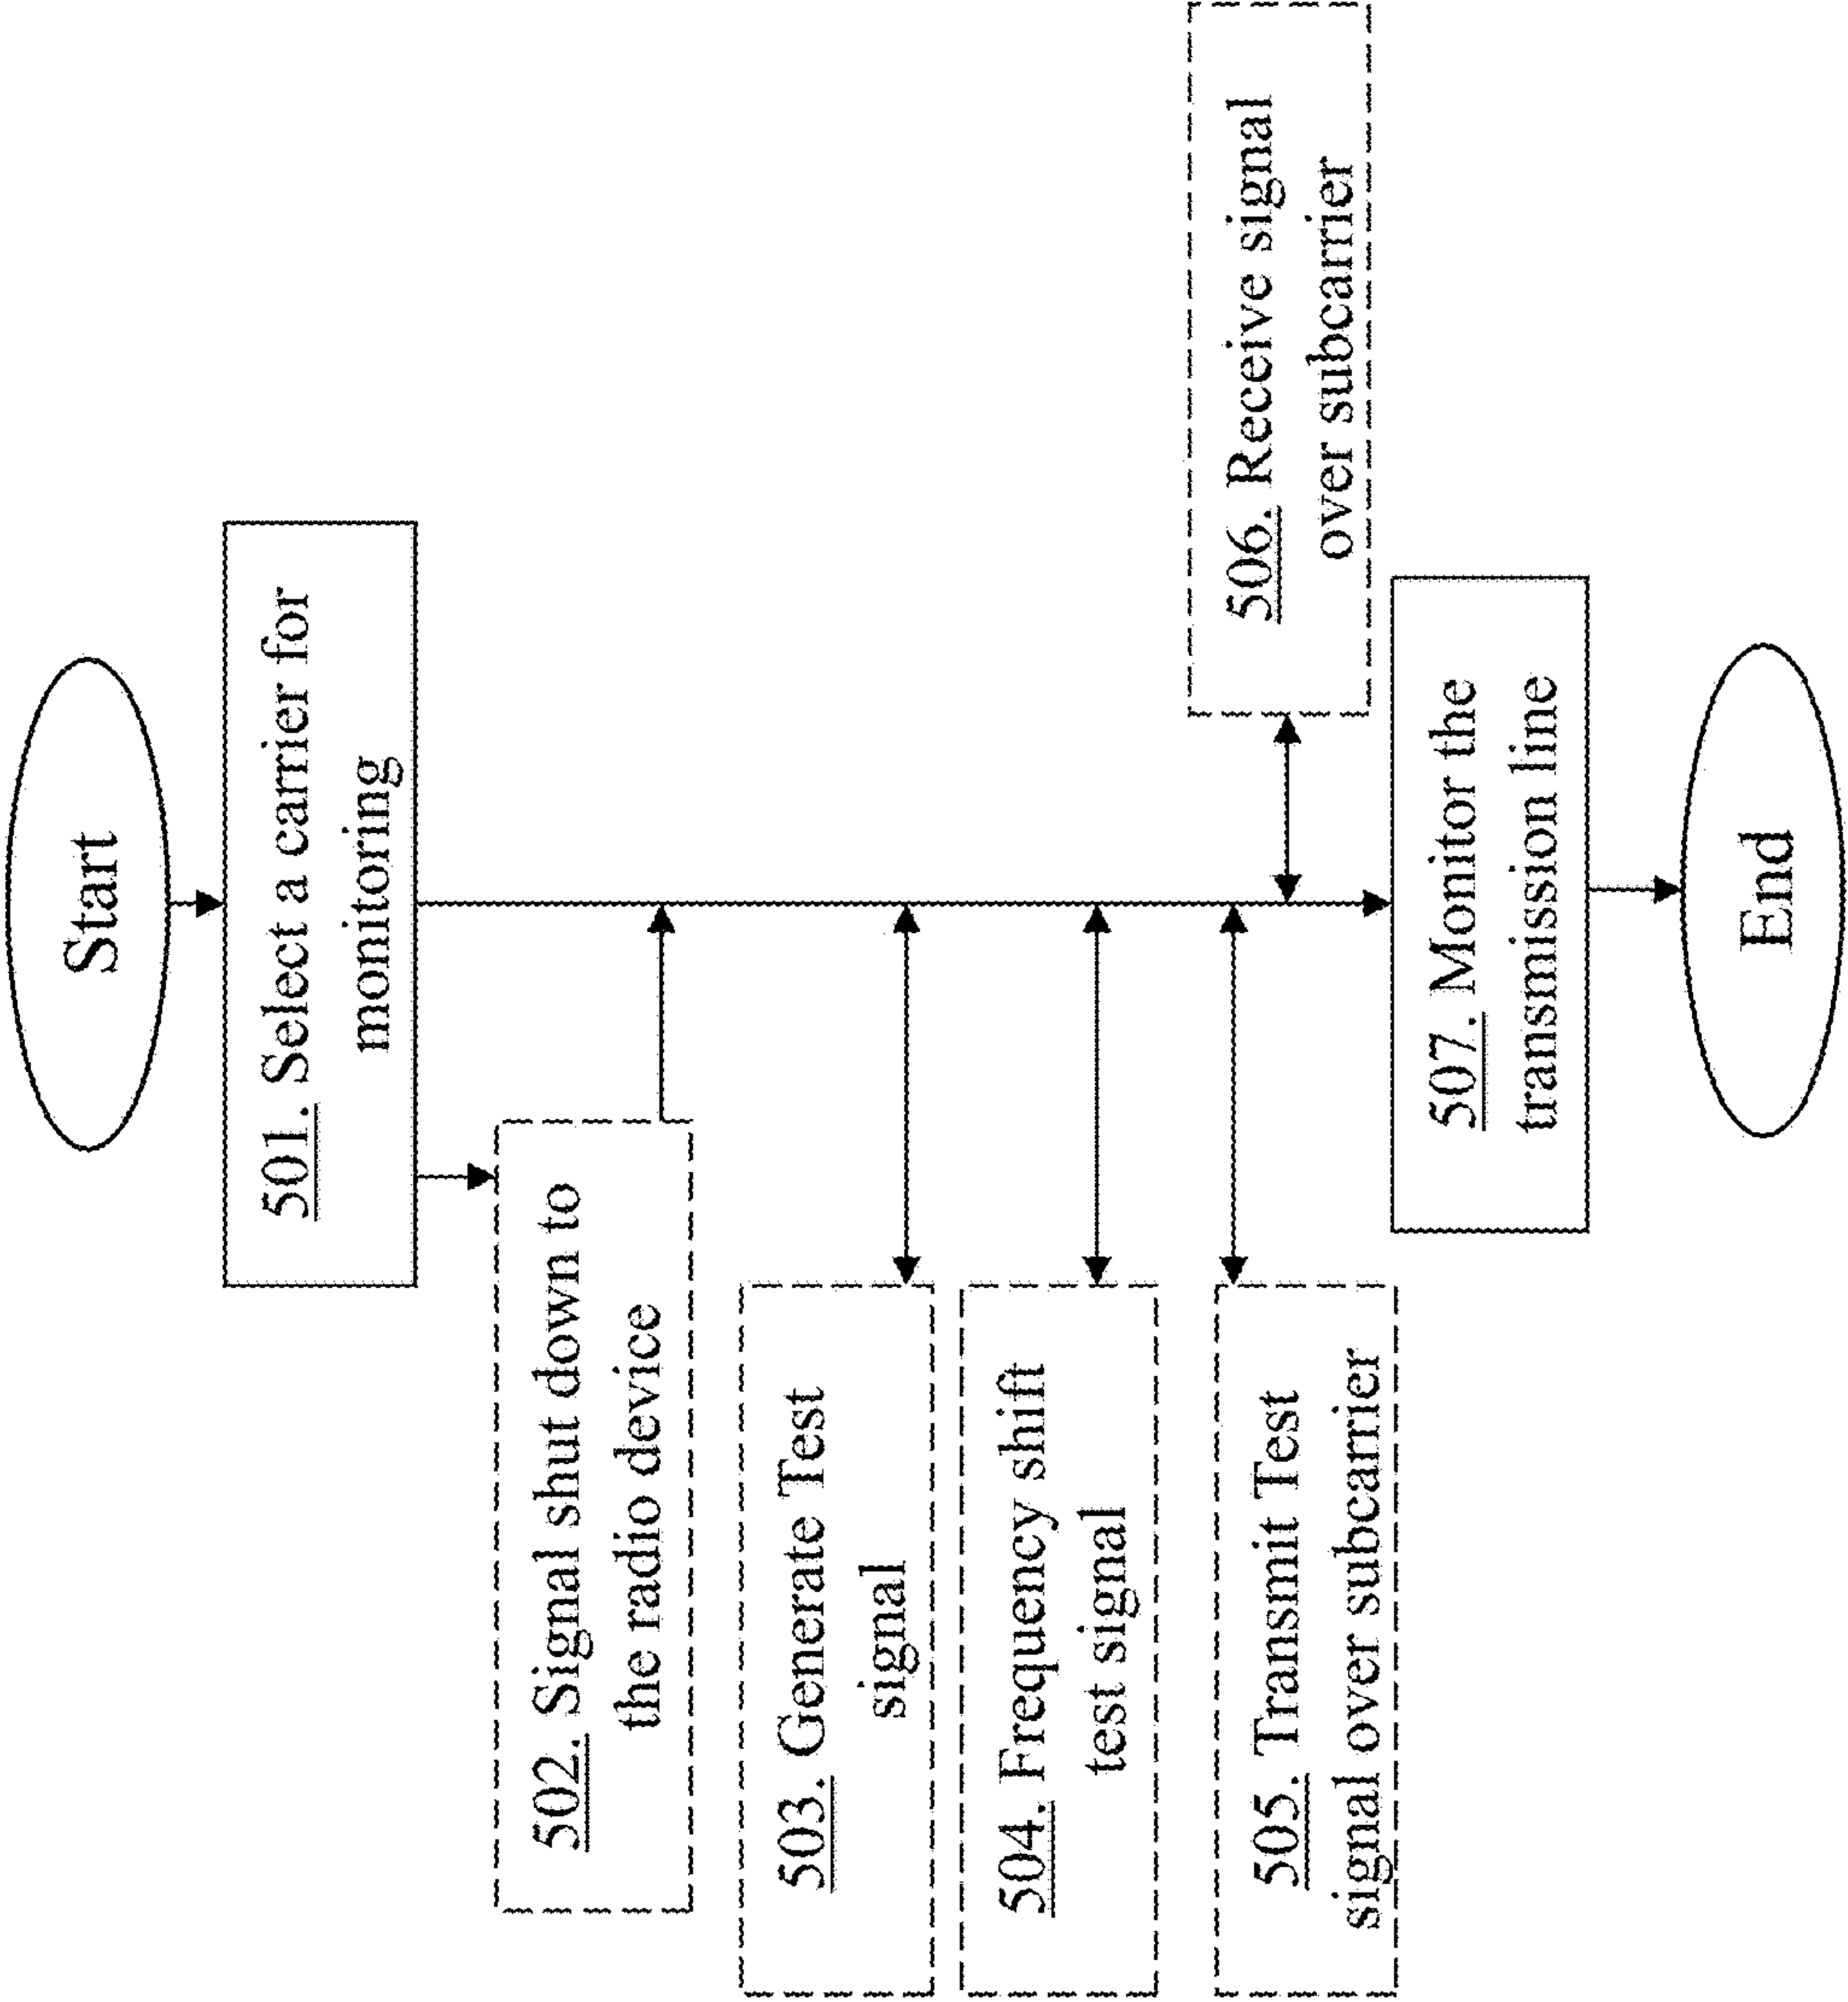 Start
501. Select a carrier for
monitoring
502. Signal shut down to
the radio device
503. Generate Test
signal
504. Frequency shift
test signal
505. Transmit Test
signal over subcarrier
506. Receive signal
over subcarrier
507. Monitor the
transmission line
End